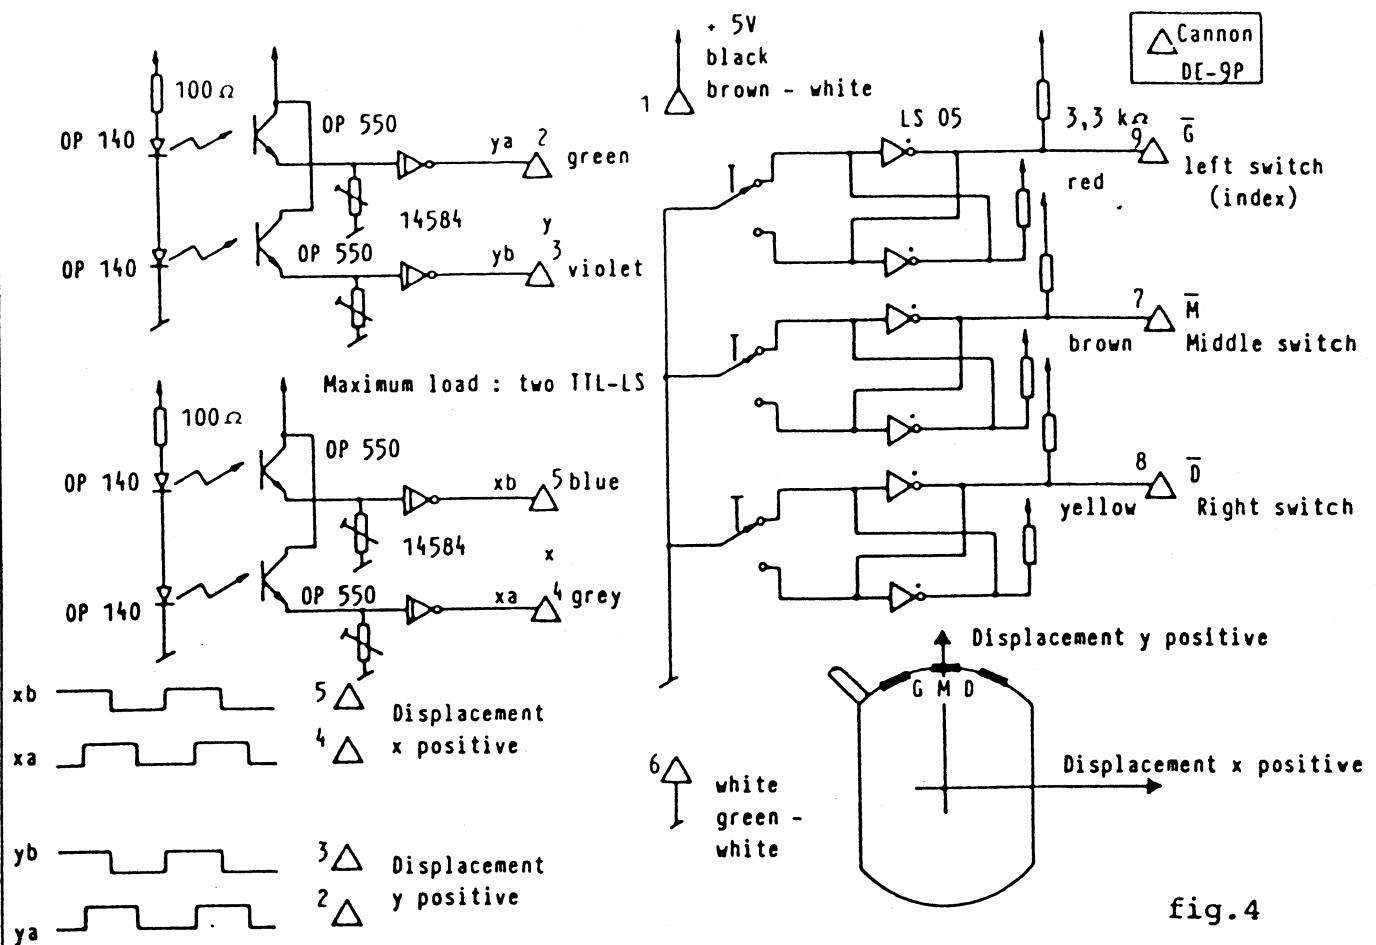 + 5V
black
brown - white
1
Cannon
DE-9P
100 Ω
OP 140
OP 550
ya
2
green
14584
OP 140
OP 550
y
yb
3
violet
LS 05
3,3 kΩ
9
G
left switch
(index)
red
7
M
brown
Middle switch
Maximum load : two TTL-LS
100 Ω
OP 550
OP 140
xb
5
blue
14584
x
OP 140
OP 550
xa
4
grey
8
D
yellow
Right switch
xb
5
Displacement
x positive
xa
4
yb
3
Displacement
y positive
ya
2
6
white
green -
white
Displacement y positive
G M D
Displacement x positive
fig.4